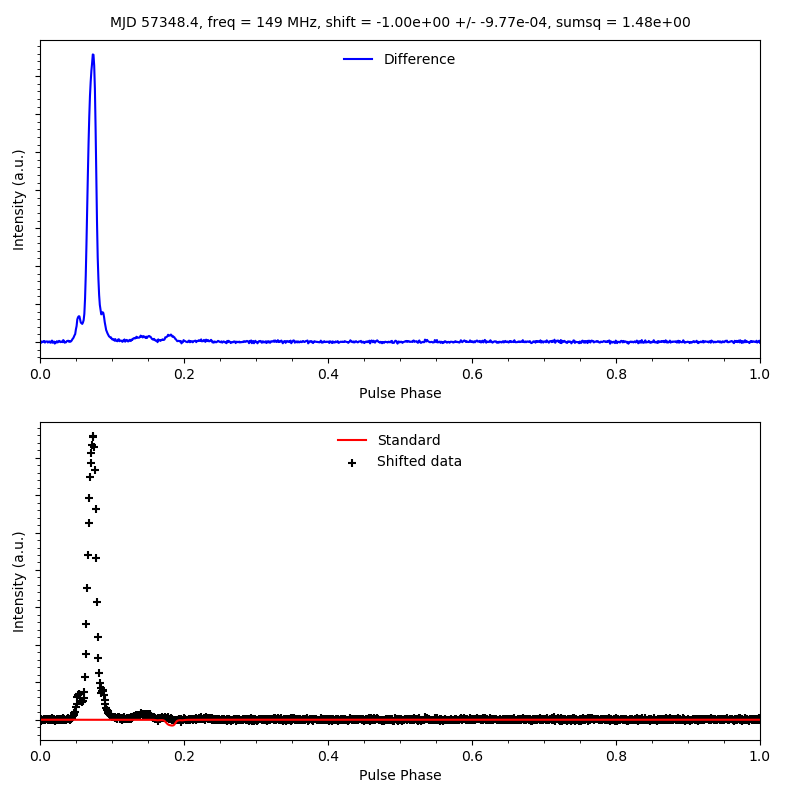 MJD 57348.4, freq = 149 MHz, shift = -1.00e+00 +/- -9.77e-04, sumsq = 1.48e+00
Difference
Intensity (a.u.)
0.0 0.2 0.4 0.6 0.8 1.0
Pulse Phase
Standard
Shifted data
Intensity (a.u.)
0.0 0.2 0.4 0.6 0.8 1.0
Pulse Phase